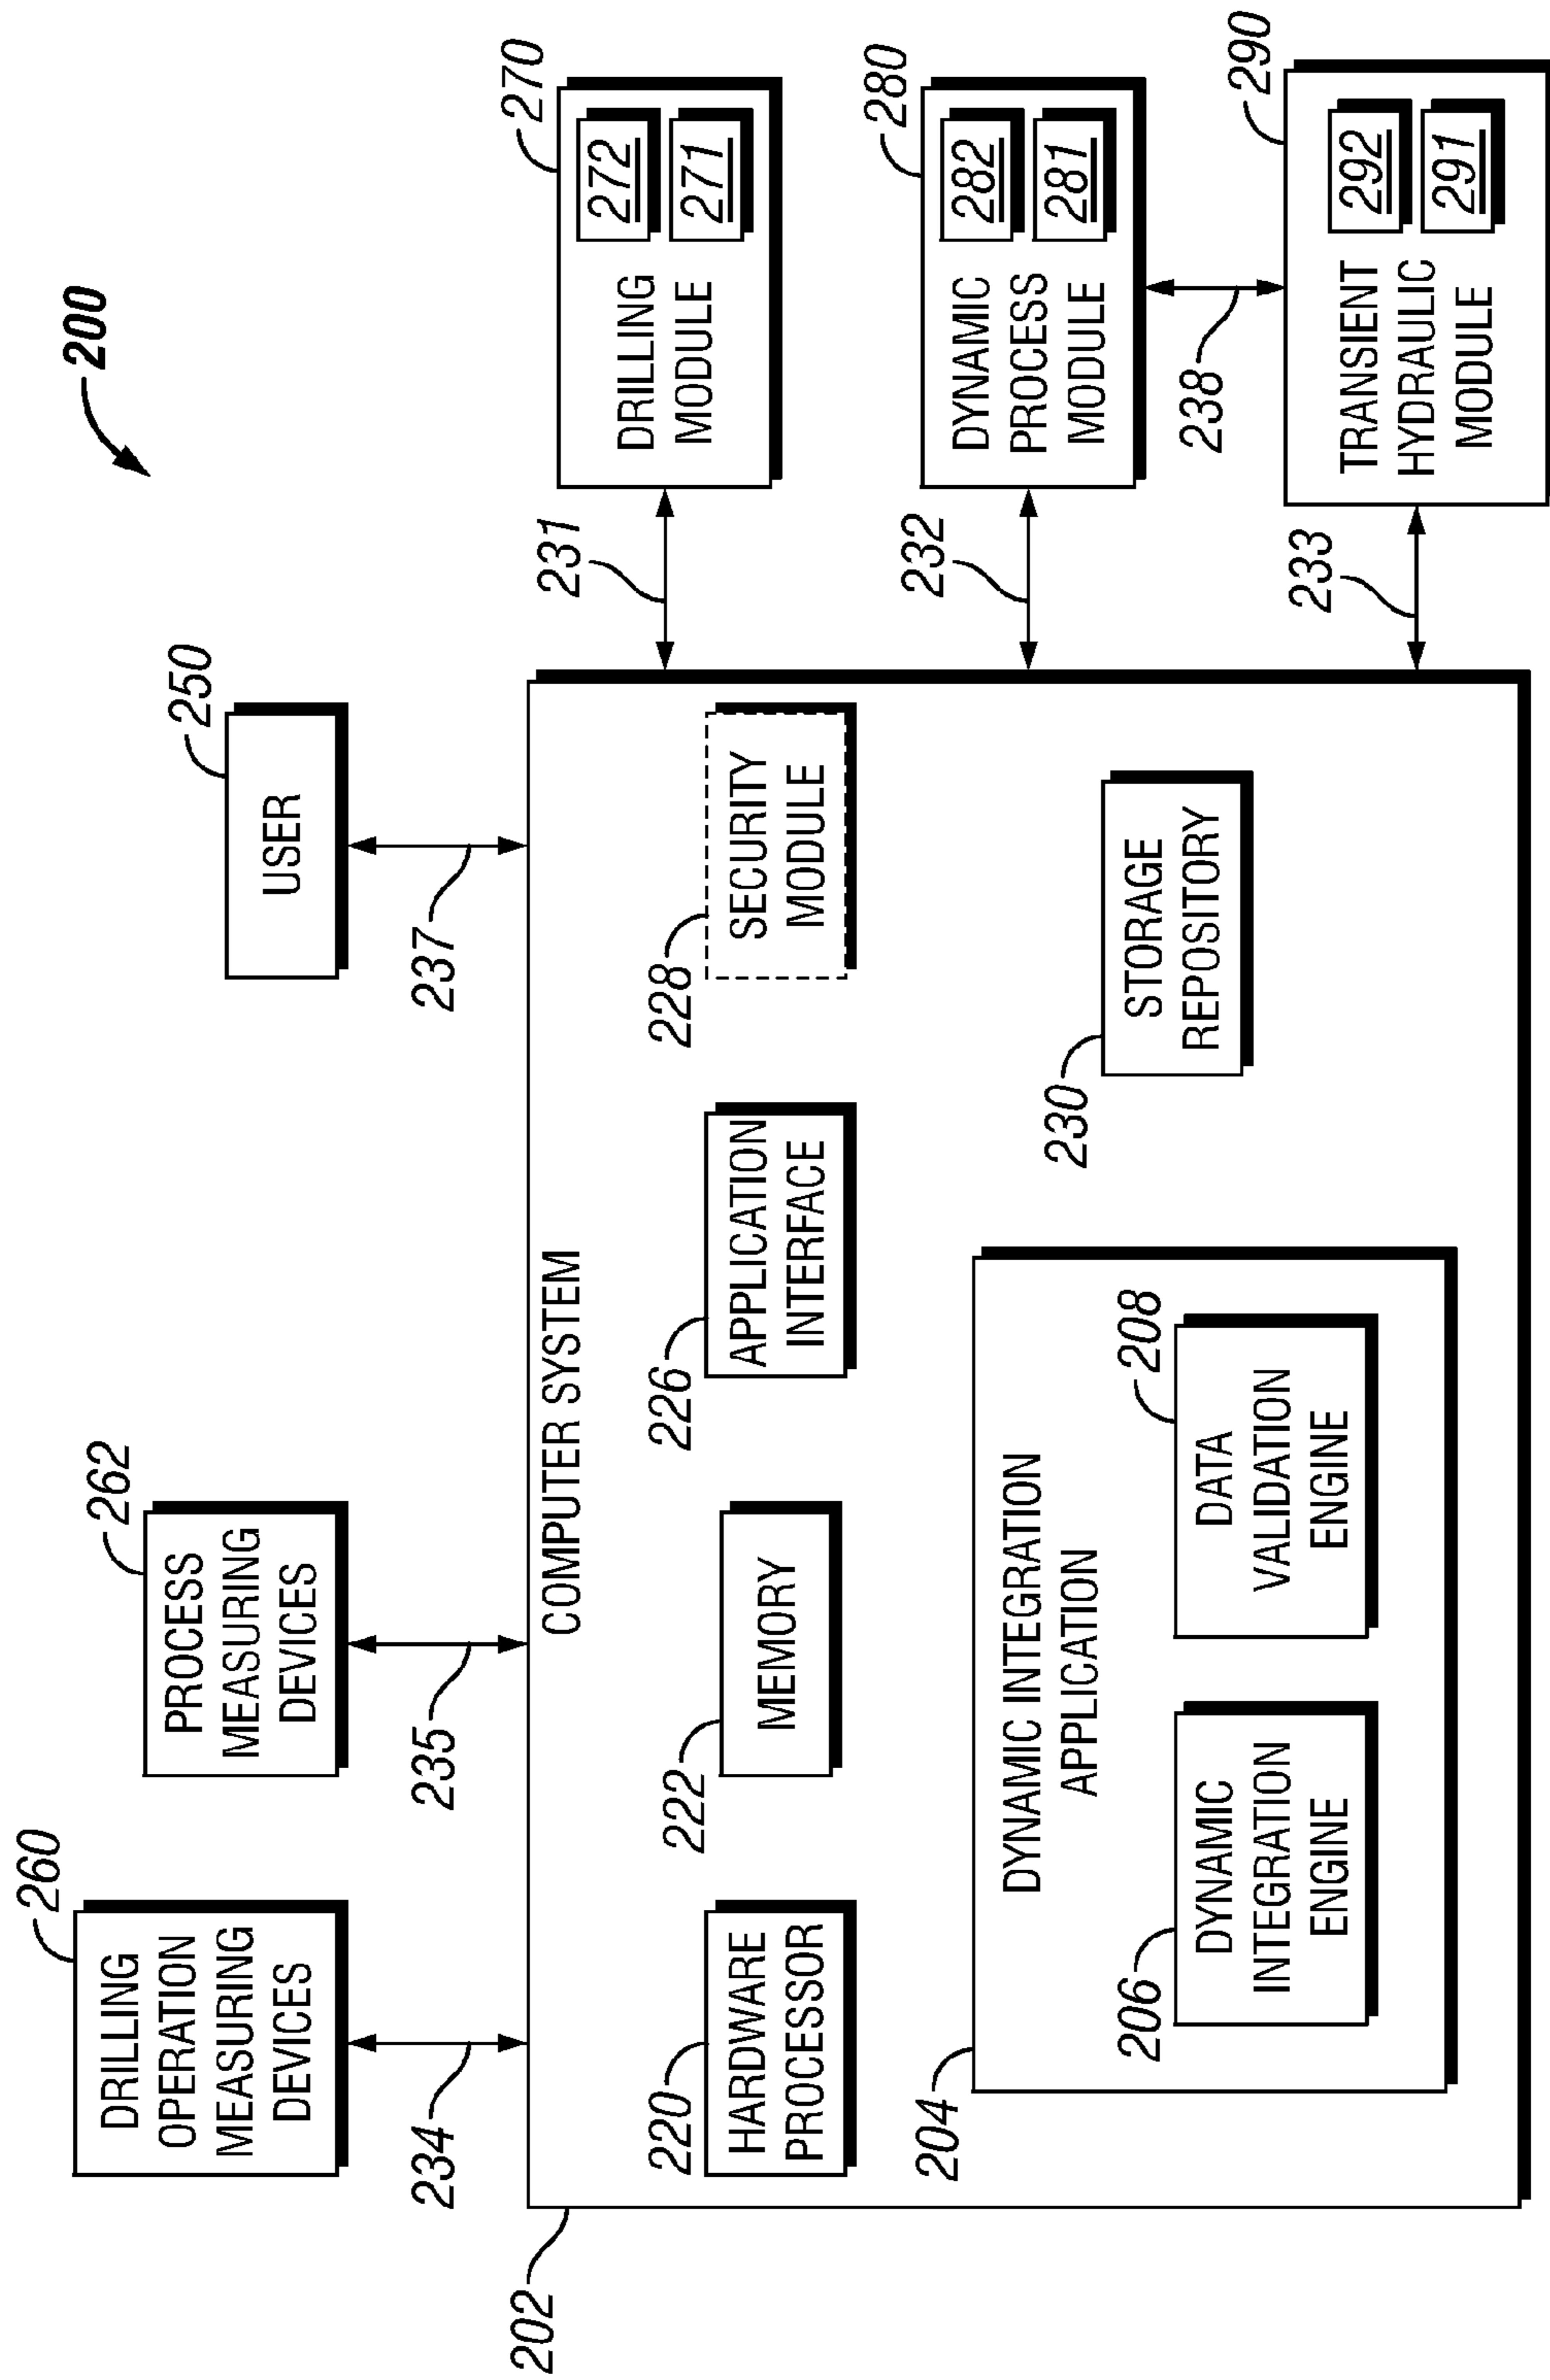 200
260
DRILLING
OPERATION
MEASURING
DEVICES
262
PROCESS
MEASURING
DEVICES
250
USER
234
235
237
202
COMPUTER SYSTEM
220
HARDWARE
PROCESSOR
222
MEMORY
226
APPLICATION
INTERFACE
228
SECURITY
MODULE
204
DYNAMIC INTEGRATION
APPLICATION
206
DYNAMIC
INTEGRATION
ENGINE
208
DATA
VALIDATION
ENGINE
230
STORAGE
REPOSITORY
231
270
DRILLING
MODULE
272
271
232
280
DYNAMIC
PROCESS
MODULE
282
281
238
233
290
TRANSIENT
HYDRAULIC
MODULE
292
291